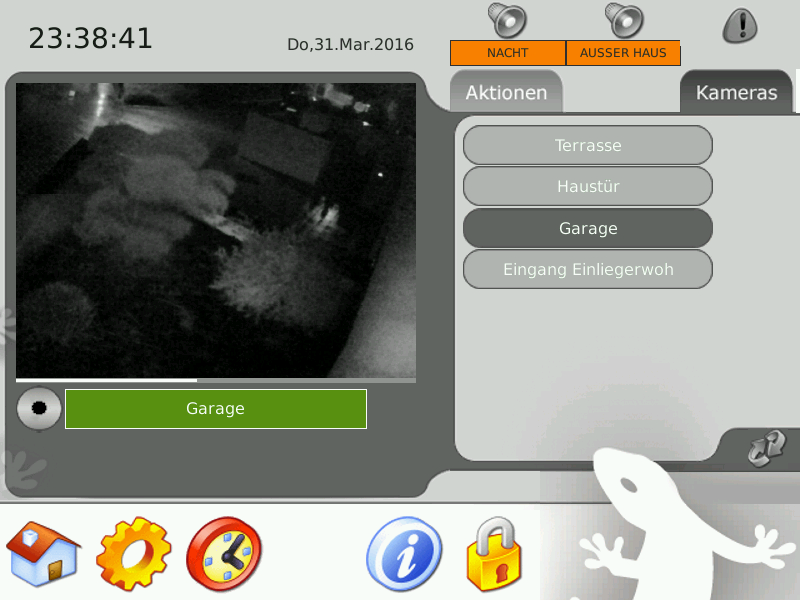 23:38:41
Do,31.Mar.2016
NACHT
AUSSER HAUS
Aktionen
Kameras
Terrasse
Haustür
Garage
Eingang Einliegerwoh
Garage